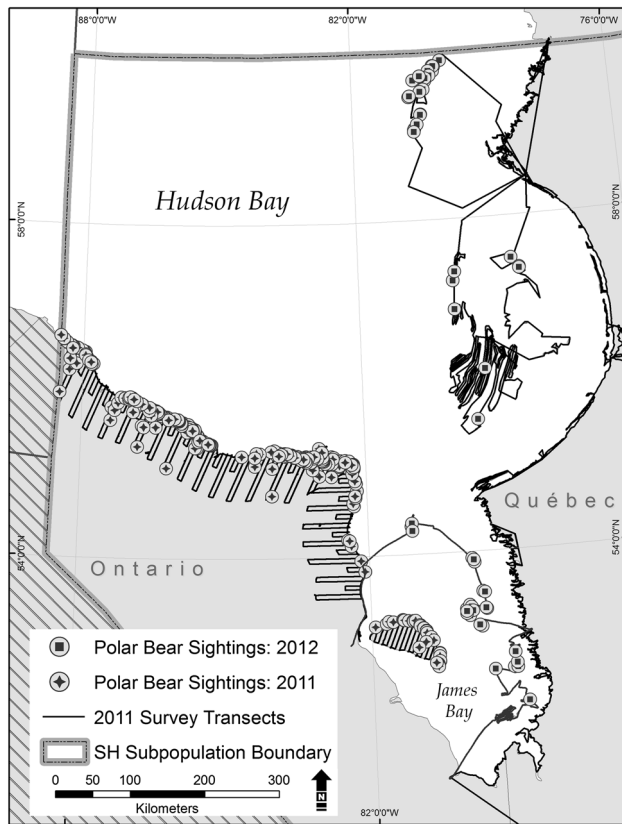 88°0'0"W
82°0'0"W
76°0'0"W
Hudson Bay
58°0'0"N
58°0'0"N
Québec
54°0'0"N
54°0'0"N
Ontario
James
Bay
Polar Bear Sightings: 2012
Polar Bear Sightings: 2011
2011 Survey Transects
SH Subpopulation Boundary
0 50 100 200 300
Kilometers
N
82°0'0"W